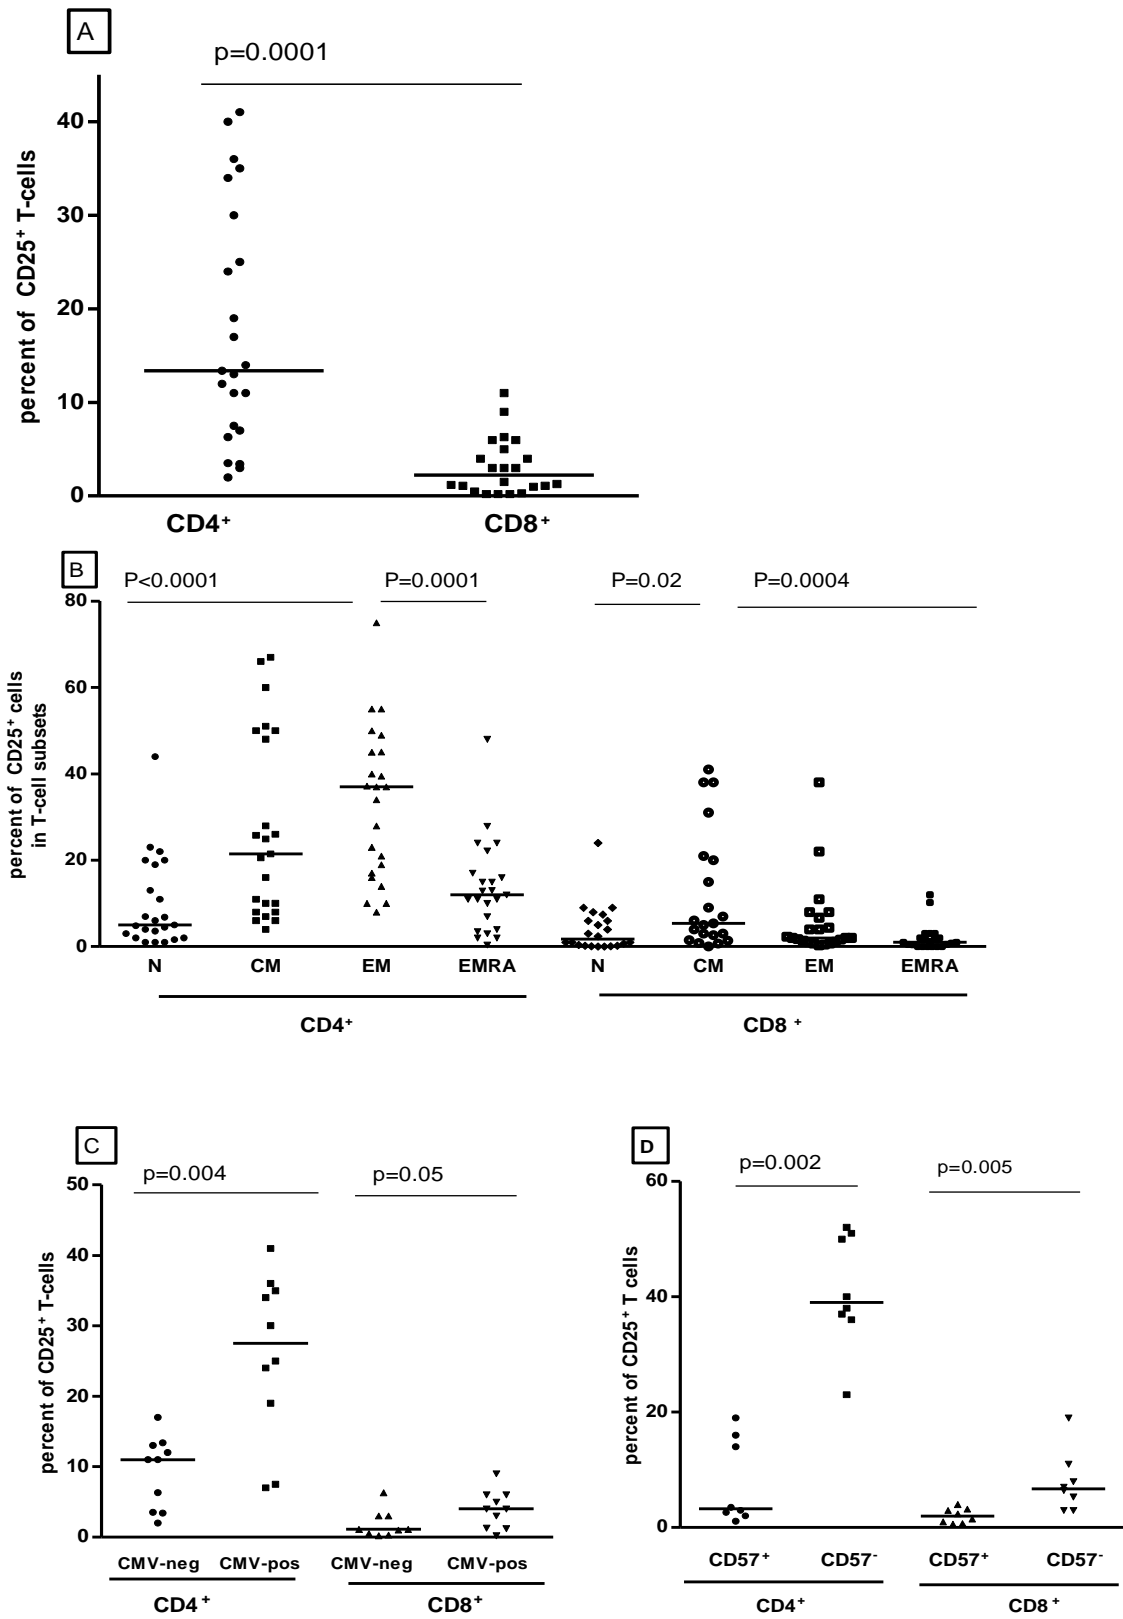 A
p=0.0001
percent of CD25⁺ T-cells
40
30
20
10
0
CD4⁺
CD8⁺
B
P<0.0001
P=0.0001
P=0.02
P=0.0004
percent of CD25⁺ cells
in T-cell subsets
80
60
40
20
0
N
CM
EM
EMRA
N
CM
EM
EMRA
CD4⁺
CD8 ⁺
C
p=0.004
p=0.05
percent of CD25⁺ T-cells
50
40
30
20
10
0
CMV-neg
CMV-pos
CMV-neg
CMV-pos
CD4⁺
CD8⁺
D
p=0.002
p=0.005
percent of CD25⁺ T cells
60
40
20
0
CD57⁺
CD57⁻
CD57⁺
CD57⁻
CD4⁺
CD8 ⁺